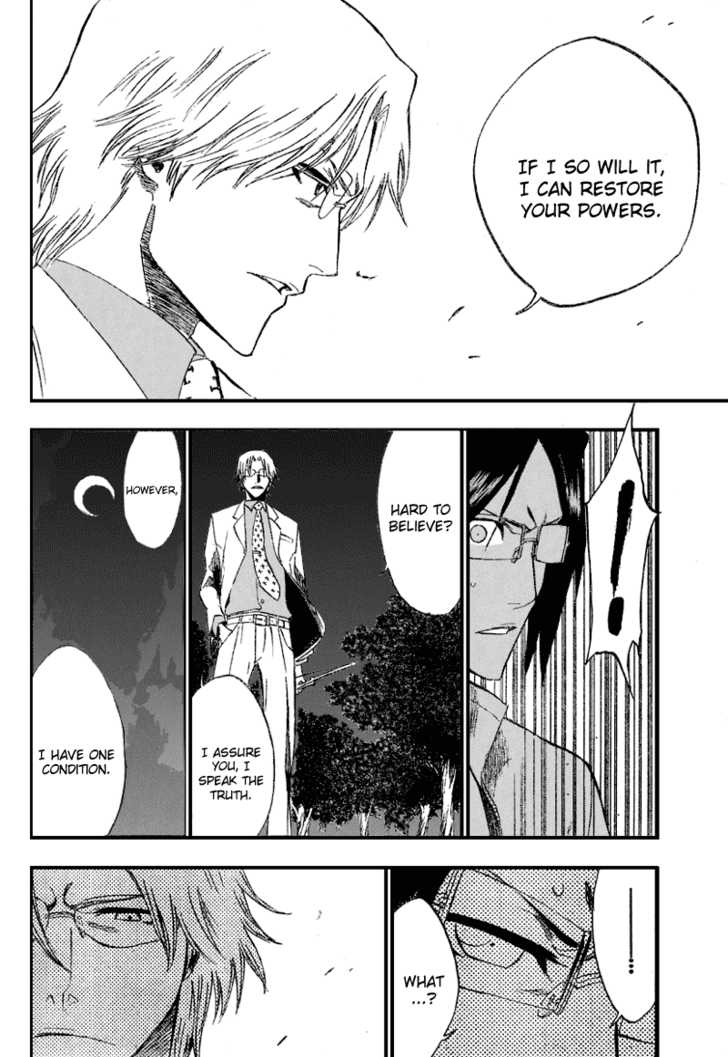 IF I SO WILL IT,
I CAN RESTORE
YOUR POWERS.
!
HARD TO
BELIEVE?
I ASSURE
YOU, I
SPEAK THE
TRUTH.
HOWEVER,
I HAVE ONE
CONDITION.
...
WHAT
...?